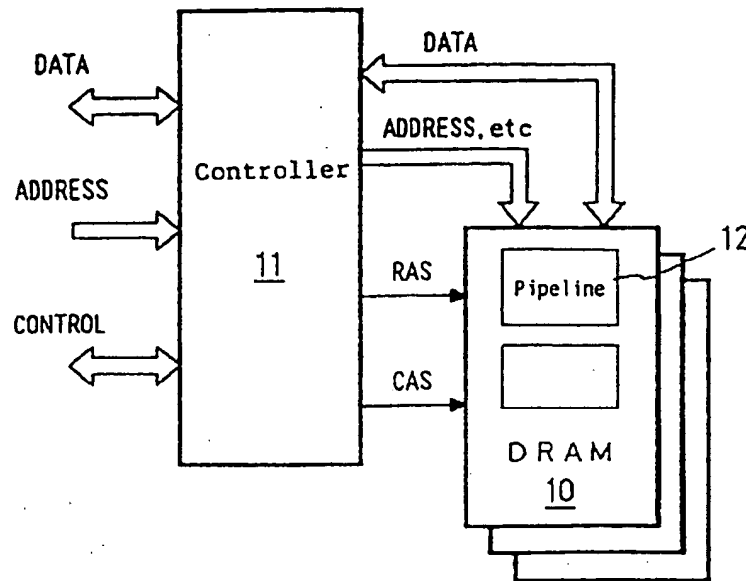 DATA
DATA
ADDRESS, etc
Controller
ADDRESS
11
12
Pipeline
RAS
CONTROL
CAS
DRAM
10